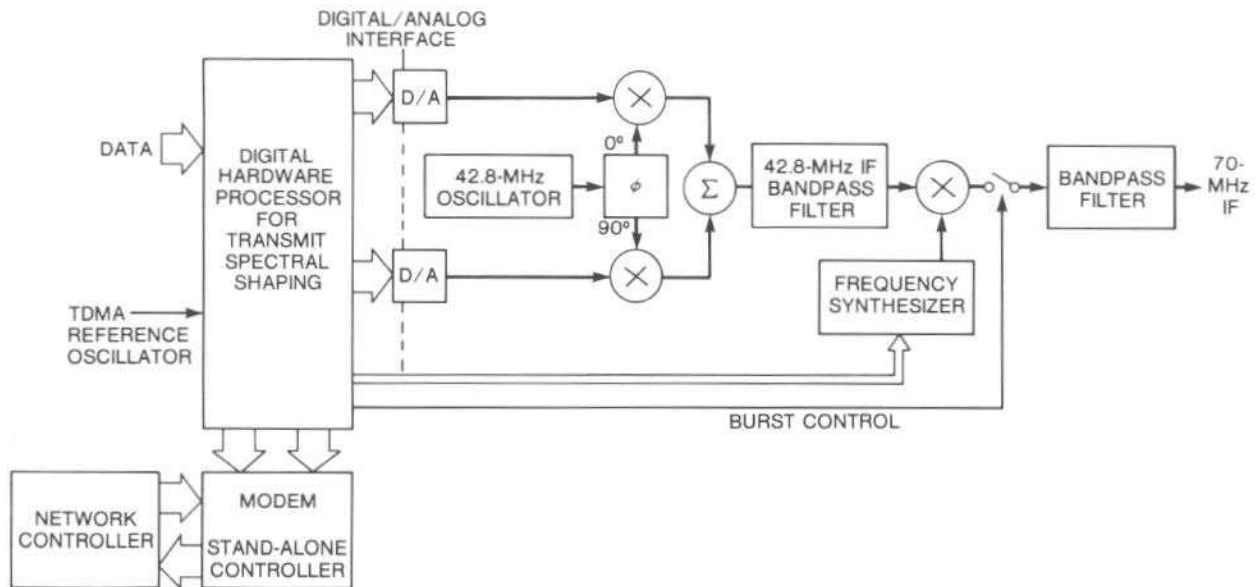 DIGITAL/ANALOG
INTERFACE
DATA
DIGITAL
HARDWARE
PROCESSOR
FOR
TRANSMIT
SPECTRAL
SHAPING
TDMA
REFERENCE
OSCILLATOR
D/A
D/A
42.8-MHz
OSCILLATOR
0°
ϕ
90°
Σ
42.8-MHz IF
BANDPASS
FILTER
FREQUENCY
SYNTHESIZER
BANDPASS
FILTER
70-
MHz
IF
BURST CONTROL
NETWORK
CONTROLLER
MODEM
STAND-ALONE
CONTROLLER